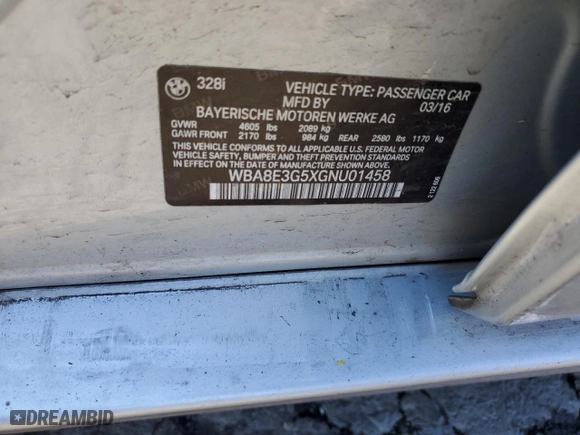 BMW
328i
VEHICLE TYPE: PASSENGER CAR
MFD BY 03/16
BAYERISCHE MOTOREN WERKE AG
GVWR 4605 lbs 2089 kg
GAWR FRONT 2170 lbs 984 kg REAR 2580 lbs 1170 kg
THIS VEHICLE CONFORMS TO ALL APPLICABLE U.S. FEDERAL MOTOR
VEHICLE SAFETY, BUMPER, AND THEFT PREVENTION STANDARDS IN
EFFECT ON THE DATE OF MANUFACTURE SHOWN ABOVE.
WBA8E3G5XGNU01458
DREAMBID